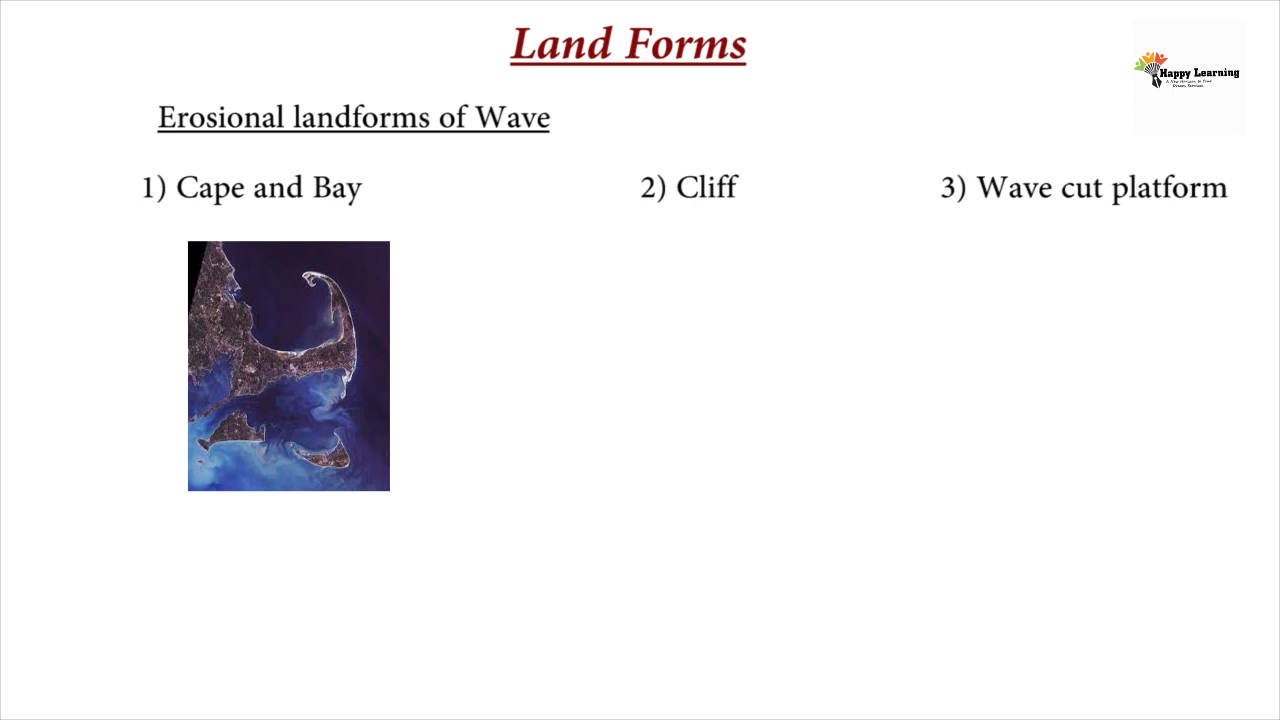 Land Forms
Happy Learning
Erosional landforms of Wave
1) Cape and Bay
2) Cliff
3) Wave cut platform